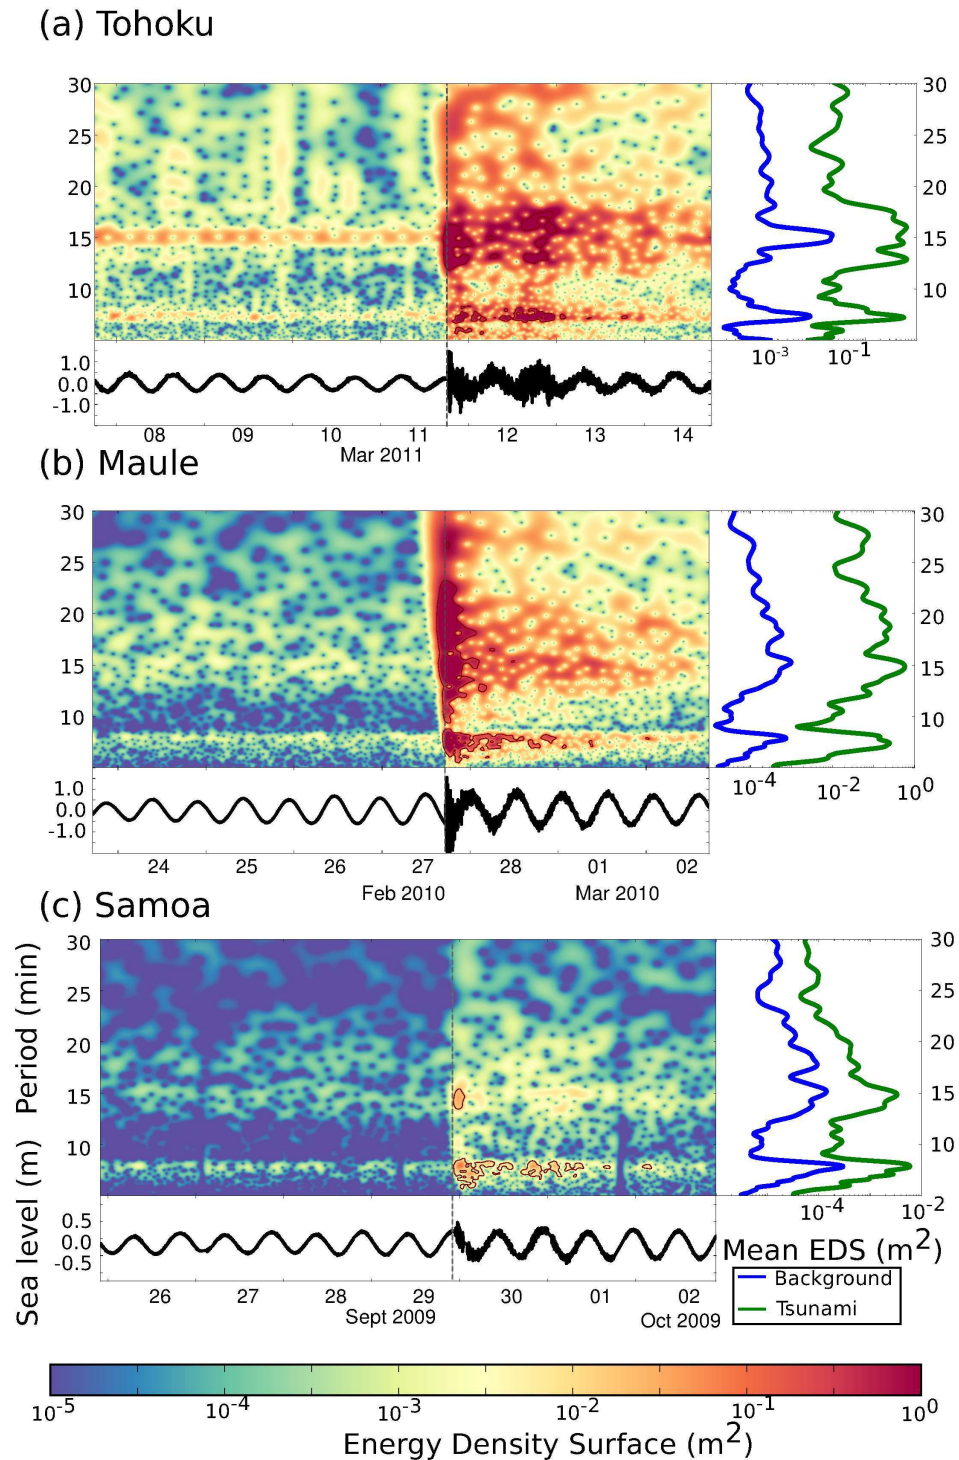 (a) Tohoku
30
25
20
15
10
30
25
20
15
10
10-3 10-1
1.0
0.0
-1.0
08 09 10 11 12 13 14
Mar 2011
(b) Maule
30
25
20
15
10
30
25
20
15
10
10-4 10-2 100
1.0
0.0
-1.0
24 25 26 27 28 01 02
Feb 2010 Mar 2010
(c) Samoa
Period (min)
30
25
20
15
10
30
25
20
15
10
10-4 10-2
Sea level (m)
0.5
0.0
-0.5
26 27 28 29 30 01 02
Sept 2009 Oct 2009
Mean EDS (m2)
Background
Tsunami
10-5 10-4 10-3 10-2 10-1 100
Energy Density Surface (m2)